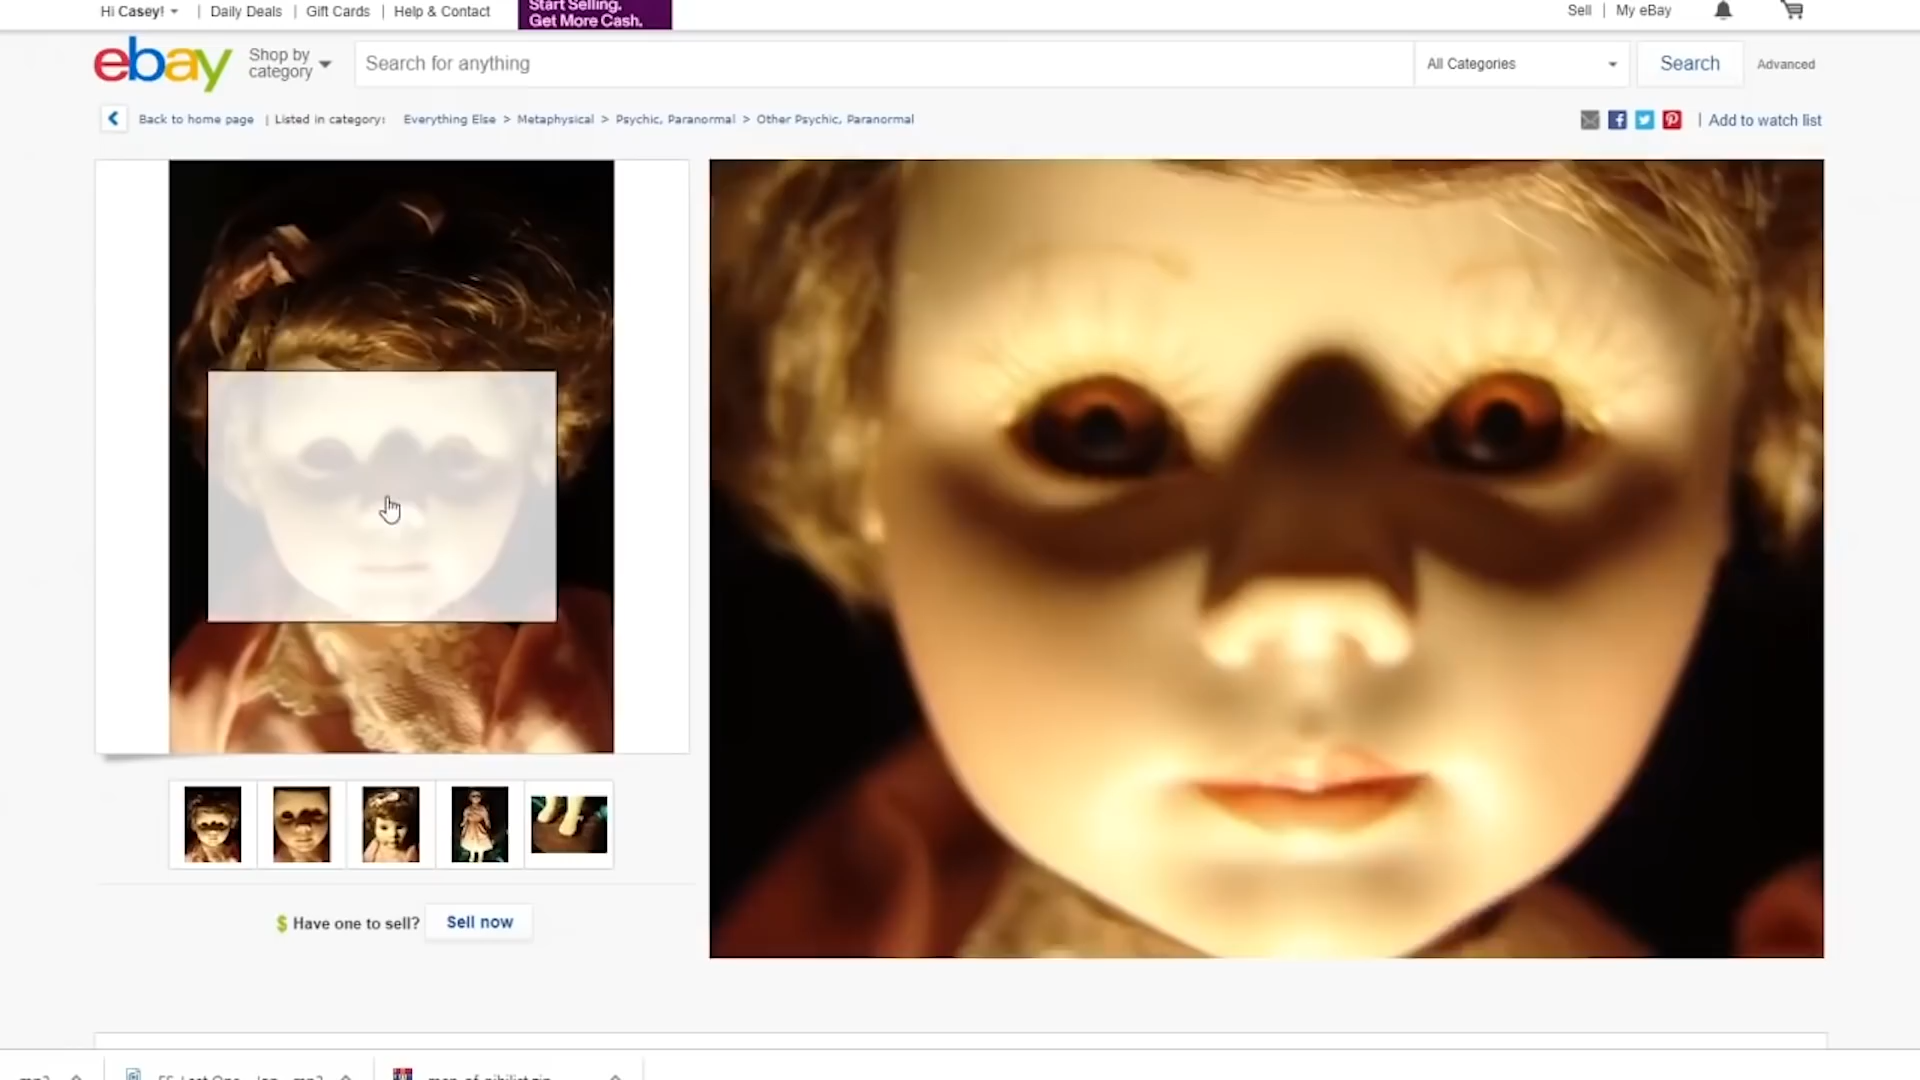 Hi Casey!
Daily Deals
Gift Cards
Help & Contact
Start Selling.
Get More Cash.
Sell
My eBay
ebay
Shop by
category
Search for anything
All Categories
Search
Advanced
Back to home page
Listed in category:
Everything Else > Metaphysical > Psychic, Paranormal > Other Psychic, Paranormal
Add to watch list
$ Have one to sell?
Sell now